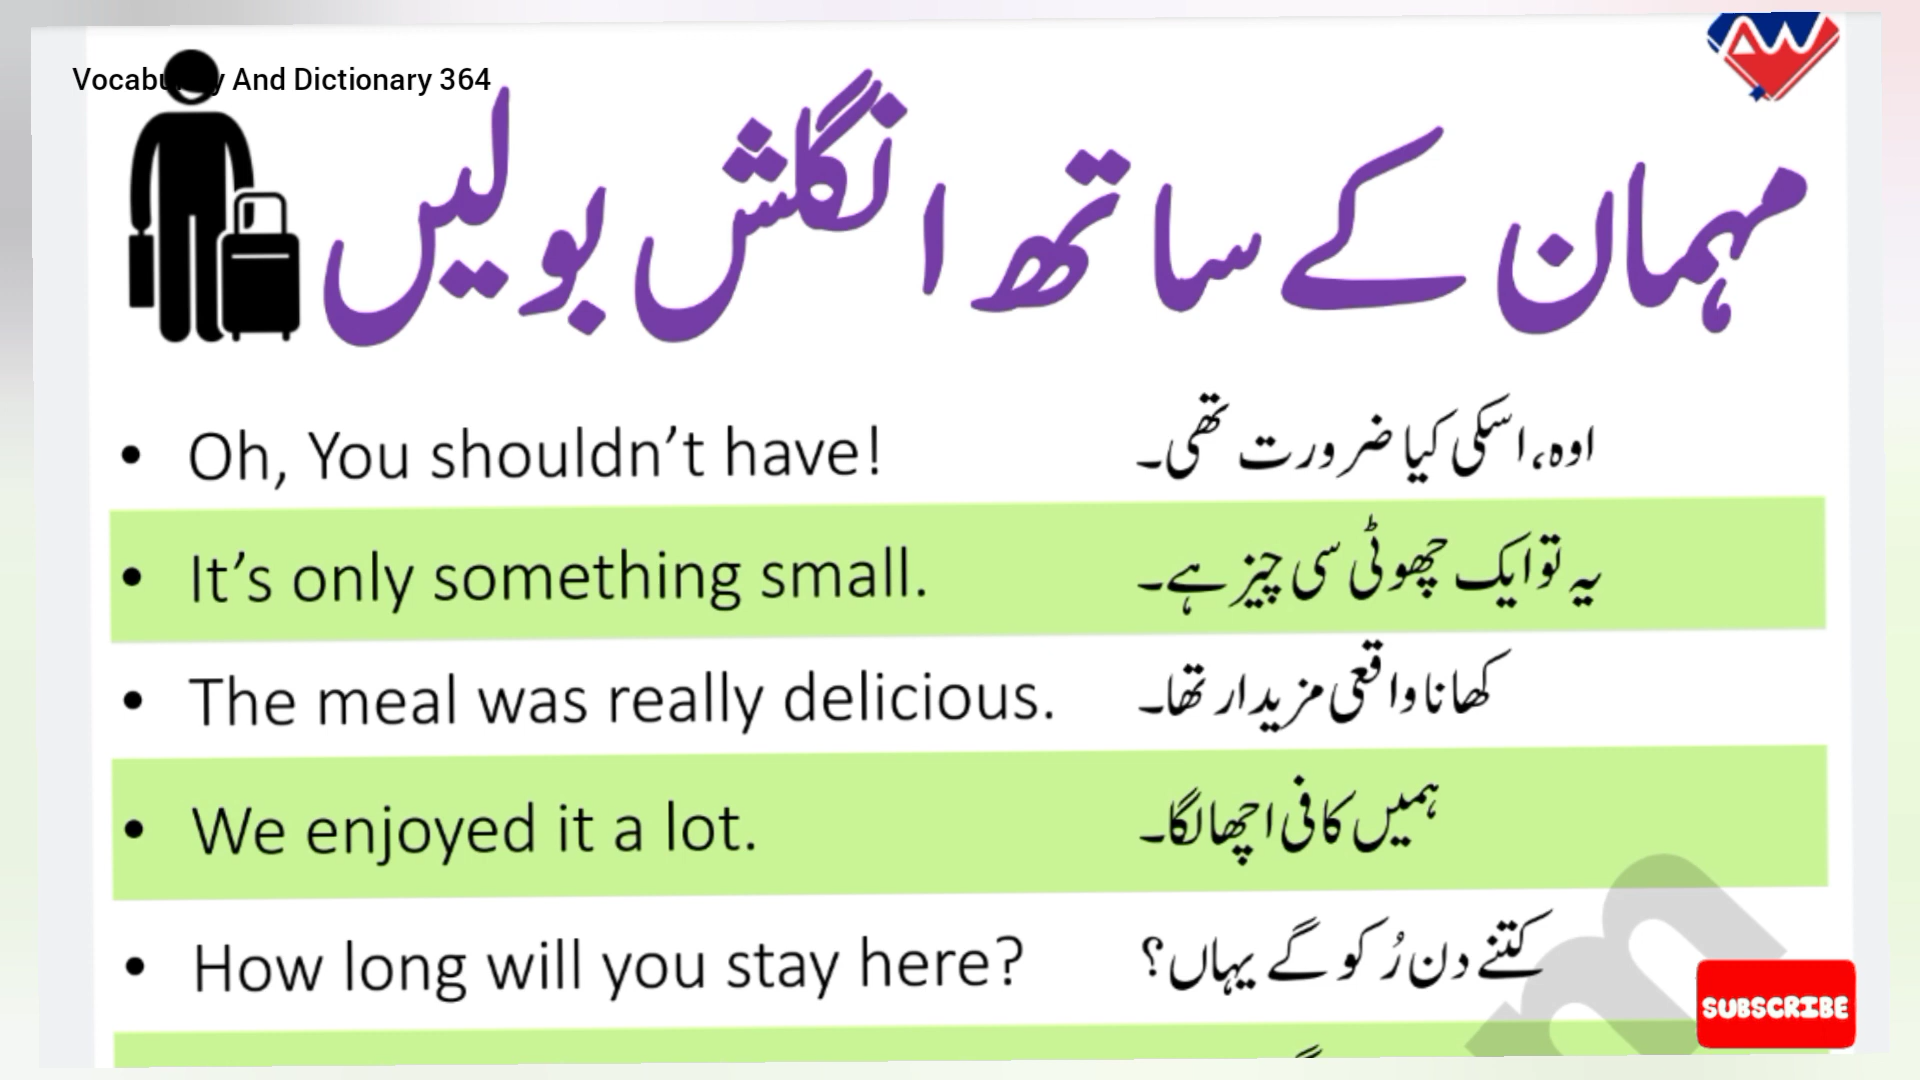 Vocabulary And Dictionary 364
AW
مہمان کے ساتھ انگلش بولیں
• Oh, You shouldn't have! اوہ، اسکی کیا ضرورت تھی۔
• It's only something small. یہ تو ایک چھوٹی سی چیز ہے۔
• The meal was really delicious. کھانا واقعی مزیدار تھا۔
• We enjoyed it a lot. ہمیں کافی اچھا لگا۔
• How long will you stay here? کتنے دن رُکو گے یہاں؟
SUBSCRIBE